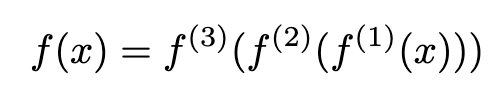 f(x) = f⁽³⁾(f⁽²⁾(f⁽¹⁾(x)))